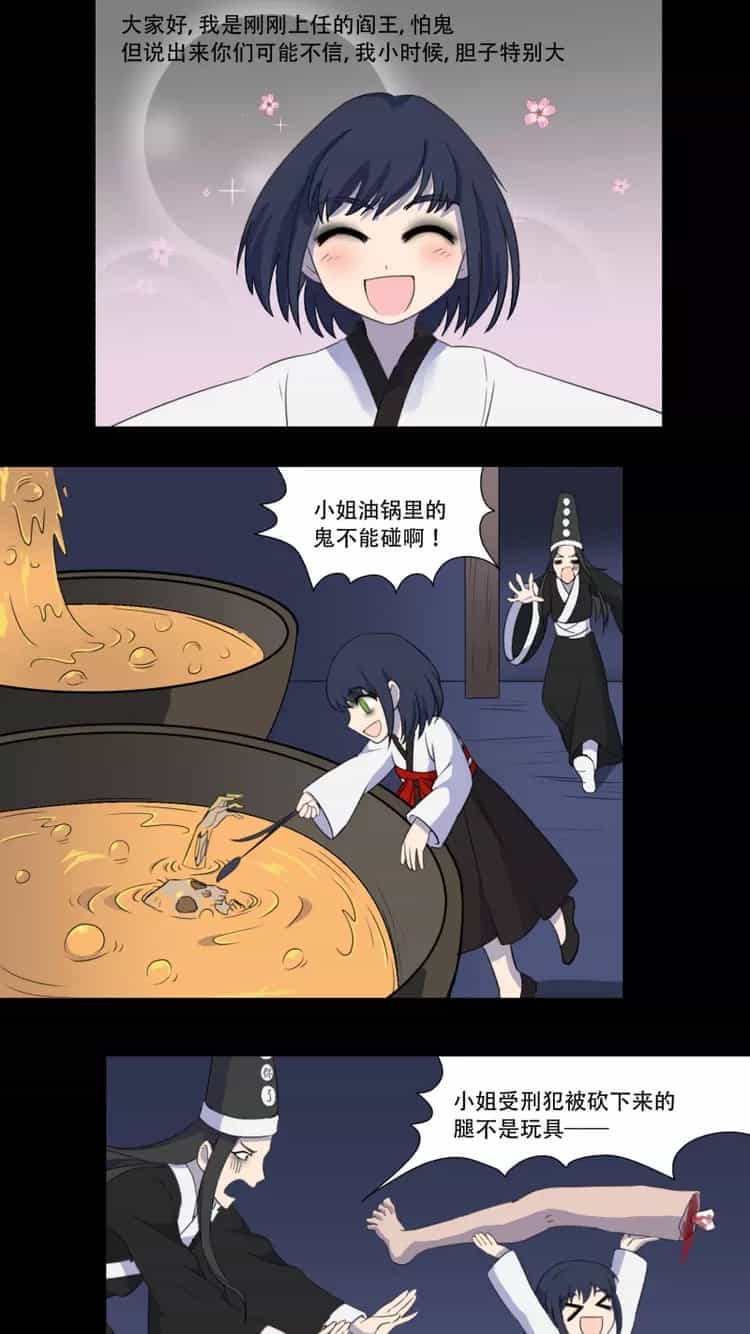 大家好, 我是刚刚上任的阎王, 怕鬼
但说出来你们可能不信, 我小时候, 胆子特别大
小姐油锅里的
鬼不能碰啊！
小姐受刑犯被砍下来的
腿不是玩具——
你
了